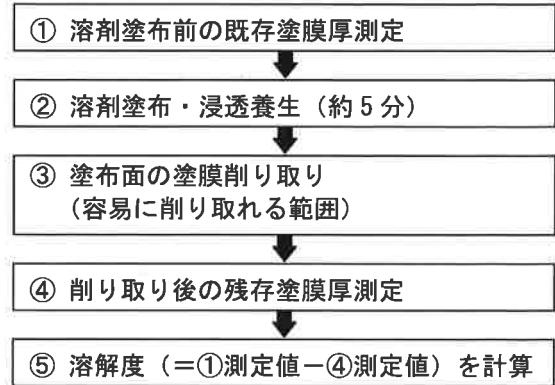 ① 溶剤塗布前の既存塗膜厚測定
② 溶剤塗布・浸透養生（約5分）
③ 塗布面の塗膜削り取り
(容易に削り取れる範囲)
④ 削り取り後の残存塗膜厚測定
⑤ 溶解度（＝①測定値－④測定値）を計算